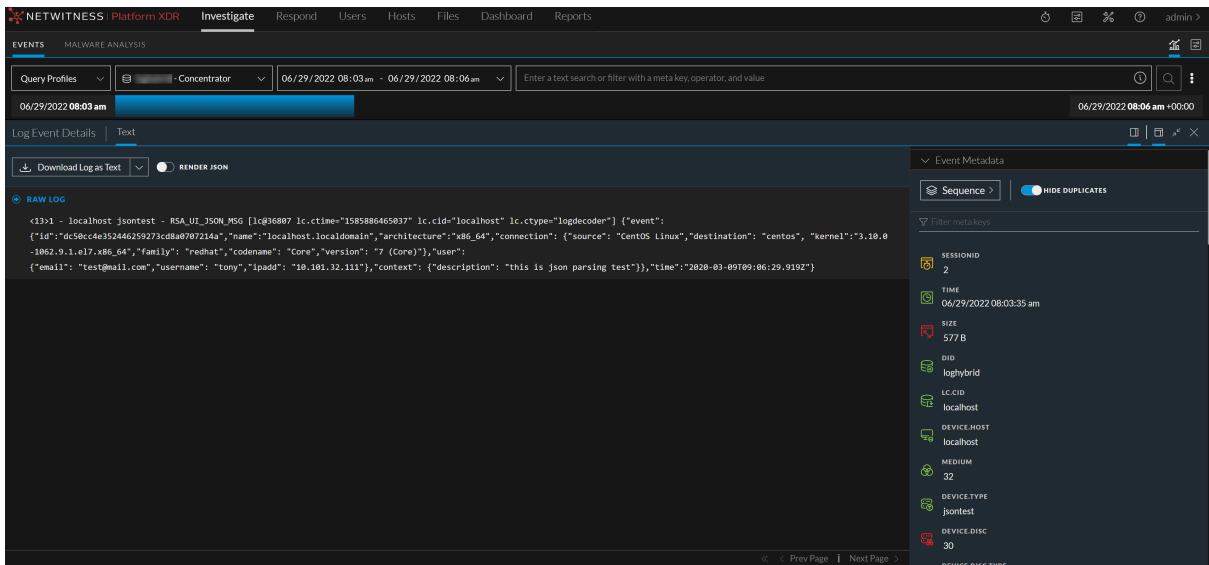 NETWITNESS Platform XDR Investigate Respond Users Hosts Files Dashboard Reports admin >
EVENTS MALWARE ANALYSIS
Query Profiles - Concentrator 06/29/2022 08:03 am - 06/29/2022 08:06 am Enter a text search or filter with a meta key, operator, and value
06/29/2022 08:03 am 06/29/2022 08:06 am +00:00
Log Event Details Text
Download Log as Text RENDER JSON
RAW LOG
<13>1 - localhost jsontest - RSA_UI_JSON_MSG [lc@36807 lc.ctime="1585886465037" lc.cid="localhost" lc.ctype="logdecoder"] {"event":
{"id":"dc50cc4e352446259273cd8a070721 4a","name":"localhost.localdomain","architecture":"x86_64","connection": {"source": "CentOS Linux","destination": "centos", "kernel":"3.10.0
-1062.9.1.el7.x86_64","family": "redhat","codename": "Core","version": "7 (Core)"},"user":
{"email": "test@mail.com","username": "tony","ipadd": "10.101.32.111"},"context": {"description": "this is json parsing test"}},"time":"2020-03-09T09:06:29.919Z"}
Event Metadata
Sequence > HIDE DUPLICATES
Filter meta keys
SESSIONID
2
TIME
06/29/2022 08:03:35 am
SIZE
577 B
DID
loghybrid
LC.CID
localhost
DEVICE.HOST
localhost
MEDIUM
32
DEVICE.TYPE
jsontest
DEVICE.DISC
30
DEVICE.DISC.TYPE
<< < Prev Page Next Page >